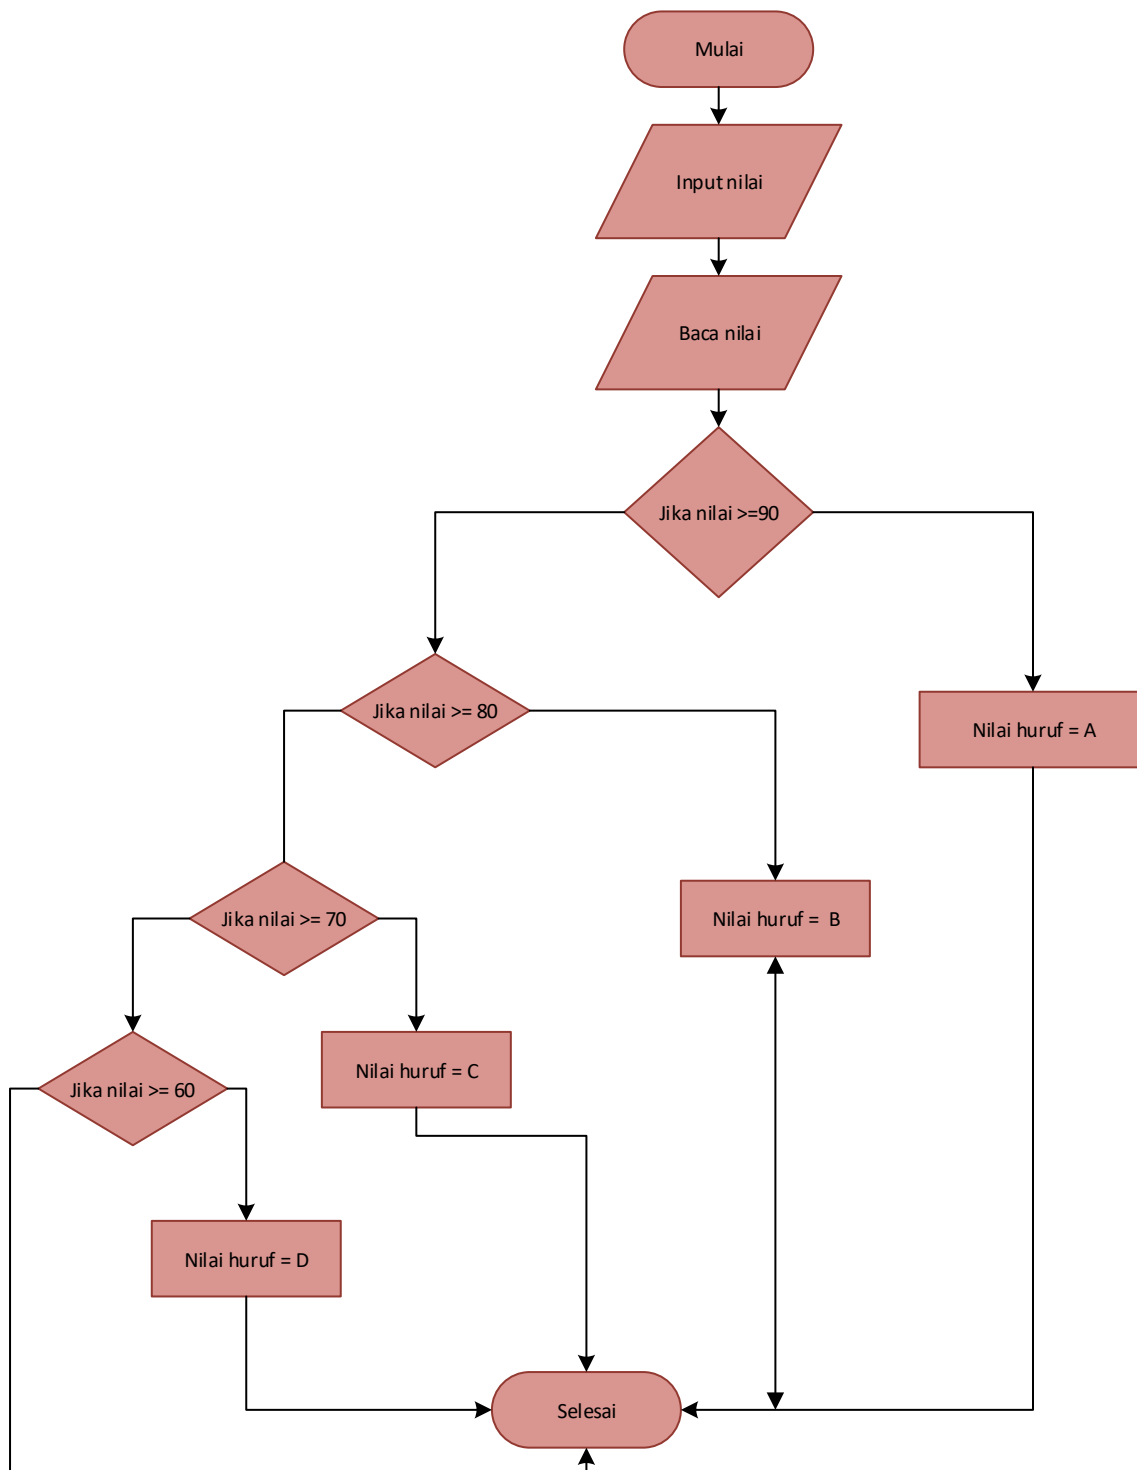 Mulai
Input nilai
Baca nilai
Jika nilai >=90
Jika nilai >= 80
Nilai huruf = A
Jika nilai >= 70
Nilai huruf =  B
Jika nilai >= 60
Nilai huruf = C
Nilai huruf = D
Selesai